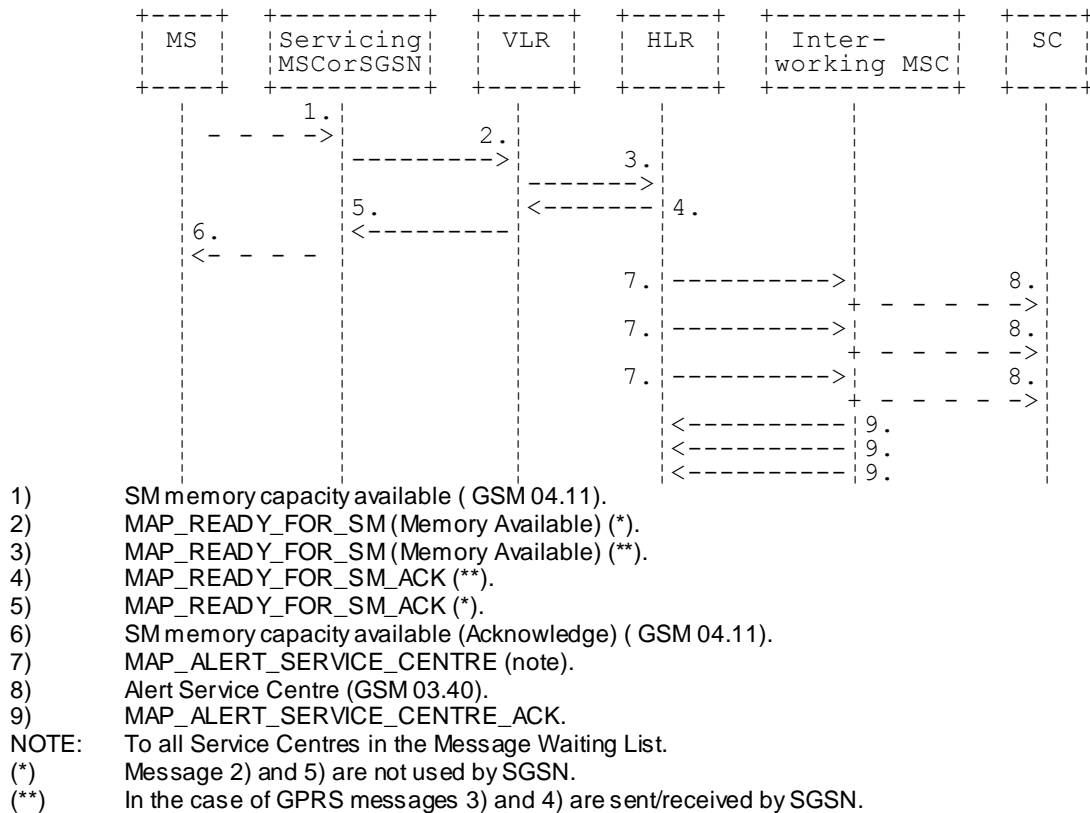 +----+ +---------+ +-----+ +-----+ +-----------+ +----+
¦ MS ¦ ¦Servicing¦ ¦ VLR ¦ ¦ HLR ¦ ¦ Inter- ¦ ¦ SC ¦
¦ ¦ ¦MSCorSGSN¦ ¦ ¦ ¦ ¦ ¦working MSC¦ ¦ ¦
+----+ +---------+ +-----+ +-----+ +-----------+ +----+
1.
- - - -> 2.
---------> 3.
------->
5. <------- 4.
6. <---------
<- - - -
7. ----------> 8.
+ - - - - ->
7. ----------> 8.
+ - - - - ->
7. ----------> 8.
+ - - - - ->
<---------- 9.
<---------- 9.
<---------- 9.
1) SM memory capacity available ( GSM 04.11).
2) MAP_READY_FOR_SM (Memory Available) (*).
3) MAP_READY_FOR_SM (Memory Available) (**).
4) MAP_READY_FOR_SM_ACK (**).
5) MAP_READY_FOR_SM_ACK (*).
6) SM memory capacity available (Acknowledge) ( GSM 04.11).
7) MAP_ALERT_SERVICE_CENTRE (note).
8) Alert Service Centre (GSM 03.40).
9) MAP_ALERT_SERVICE_CENTRE_ACK.
NOTE: To all Service Centres in the Message Waiting List.
(*) Message 2) and 5) are not used by SGSN.
(**) In the case of GPRS messages 3) and 4) are sent/received by SGSN.